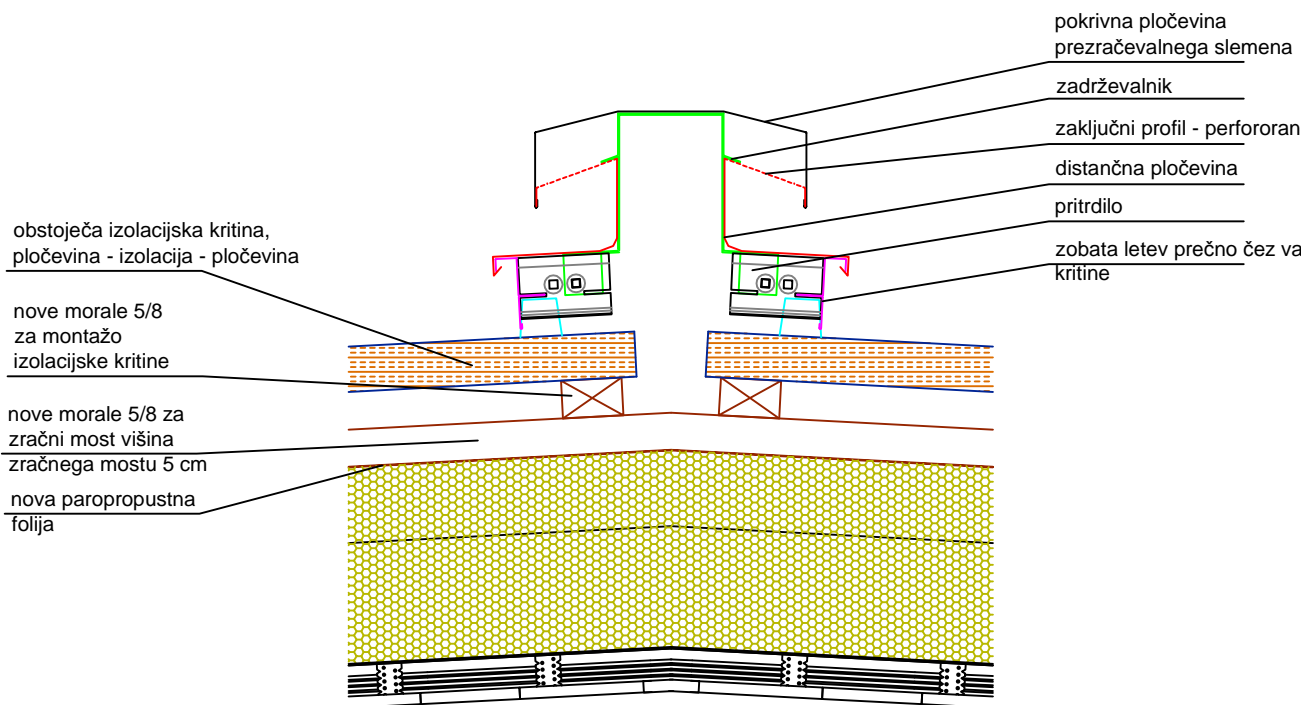 pokrivna pločevina
prezračevalnega slemena
zadrževalnik
zaključni profil - perfororan
distančna pločevina
pritrdilo
zobata letev prečno čez va
kritine
obstoječa izolacijska kritina,
pločevina - izolacija - pločevina
nove morale 5/8
za montažo
izolacijske kritine
nove morale 5/8 za
zračni most višina
zračnega mostu 5 cm
nova paropropustna
folija